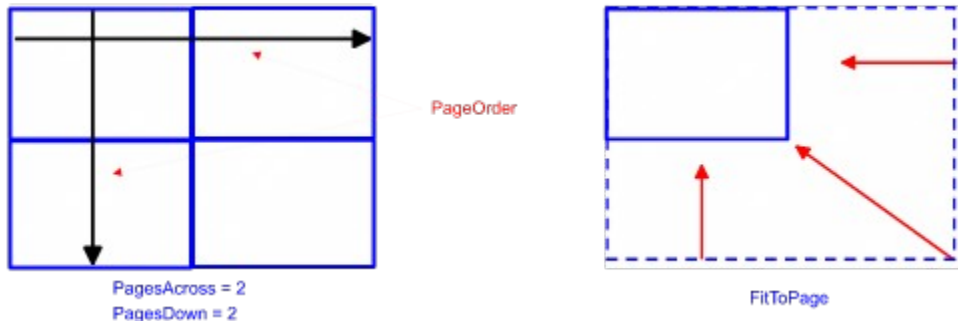 PageOrder
PagesAcross = 2
PagesDown = 2
FitToPage